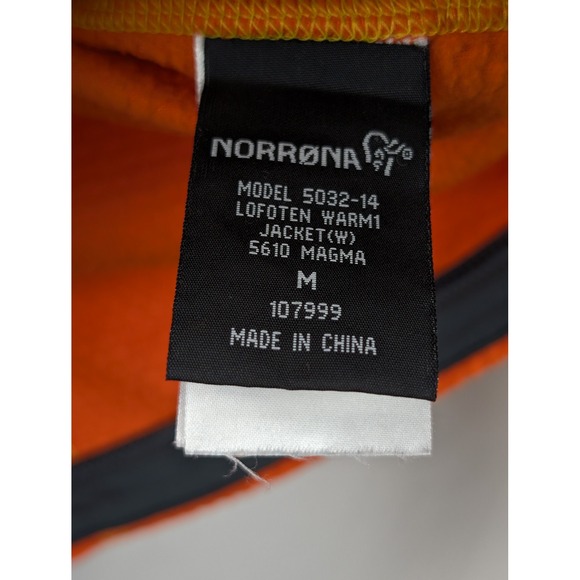 NORRØNA
MODEL 5032-14
LOFOTEN WARM1
JACKET(W)
5610 MAGMA
M
107999
MADE IN CHINA